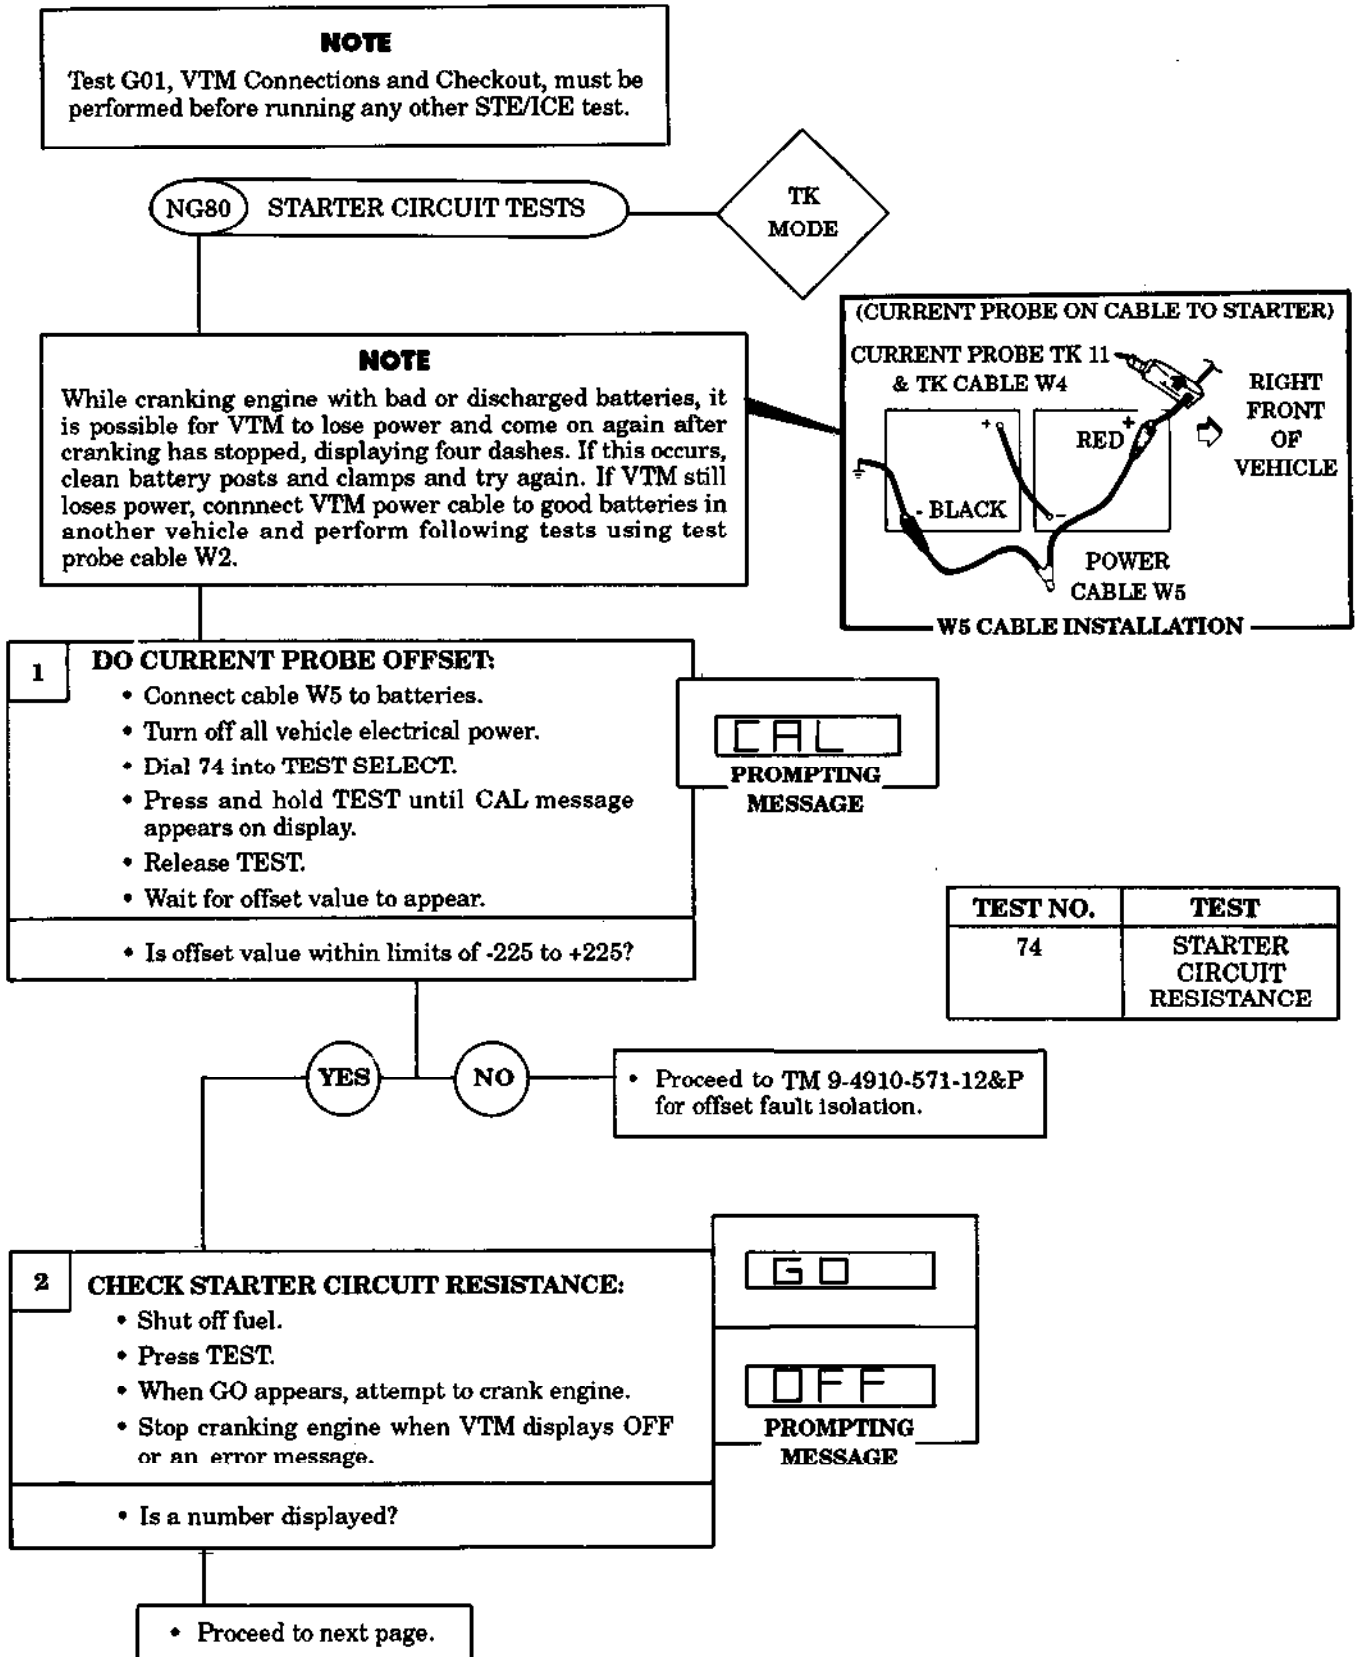 NOTE
Test G01, VTM Connections and Checkout, must be
performed before running any other STE/ICE test.
NG80 STARTER CIRCUIT TESTS
TK
MODE
NOTE
While cranking engine with bad or discharged batteries, it
is possible for VTM to lose power and come on again after
cranking has stopped, displaying four dashes. If this occurs,
clean battery posts and clamps and try again. If VTM still
loses power, connnect VTM power cable to good batteries in
another vehicle and perform following tests using test
probe cable W2.
(CURRENT PROBE ON CABLE TO STARTER)
CURRENT PROBE TK 11
& TK CABLE W4
RIGHT
FRONT
OF
VEHICLE
+
RED +
- BLACK
-
POWER
CABLE W5
W5 CABLE INSTALLATION
1 DO CURRENT PROBE OFFSET:
• Connect cable W5 to batteries.
• Turn off all vehicle electrical power.
• Dial 74 into TEST SELECT.
• Press and hold TEST until CAL message
appears on display.
• Release TEST.
• Wait for offset value to appear.
• Is offset value within limits of -225 to +225?
CAL
PROMPTING
MESSAGE
TEST NO. TEST
74 STARTER
CIRCUIT
RESISTANCE
YES NO
• Proceed to TM 9-4910-571-12&P
for offset fault isolation.
2 CHECK STARTER CIRCUIT RESISTANCE:
• Shut off fuel.
• Press TEST.
• When GO appears, attempt to crank engine.
• Stop cranking engine when VTM displays OFF
or an error message.
• Is a number displayed?
GO
OFF
PROMPTING
MESSAGE
• Proceed to next page.